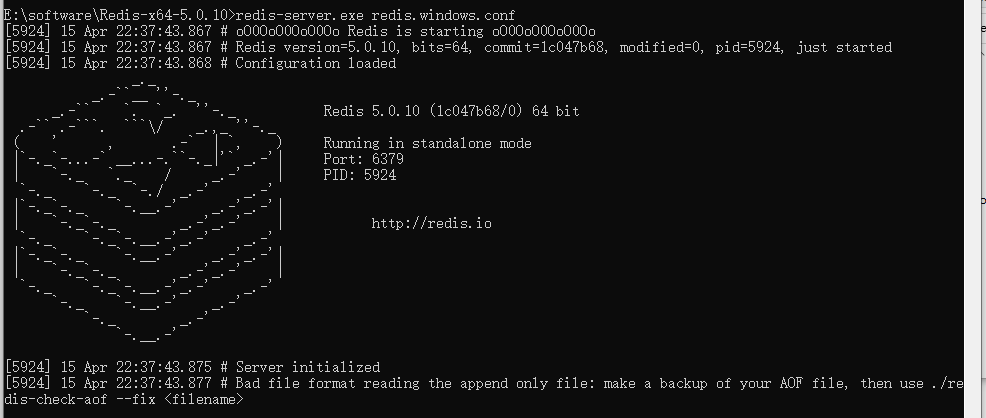 E:\software\Redis-x64-5.0.10>redis-server.exe redis.windows.conf
[5924] 15 Apr 22:37:43.867 # oO0OoO0OoO0Oo Redis is starting oO0OoO0OoO0Oo
[5924] 15 Apr 22:37:43.867 # Redis version=5.0.10, bits=64, commit=1c047b68, modified=0, pid=5924, just started
[5924] 15 Apr 22:37:43.868 # Configuration loaded
Redis 5.0.10 (1c047b68/0) 64 bit
Running in standalone mode
Port: 6379
PID: 5924
http://redis.io
[5924] 15 Apr 22:37:43.875 # Server initialized
[5924] 15 Apr 22:37:43.877 # Bad file format reading the append only file: make a backup of your AOF file, then use ./re
dis-check-aof --fix <filename>